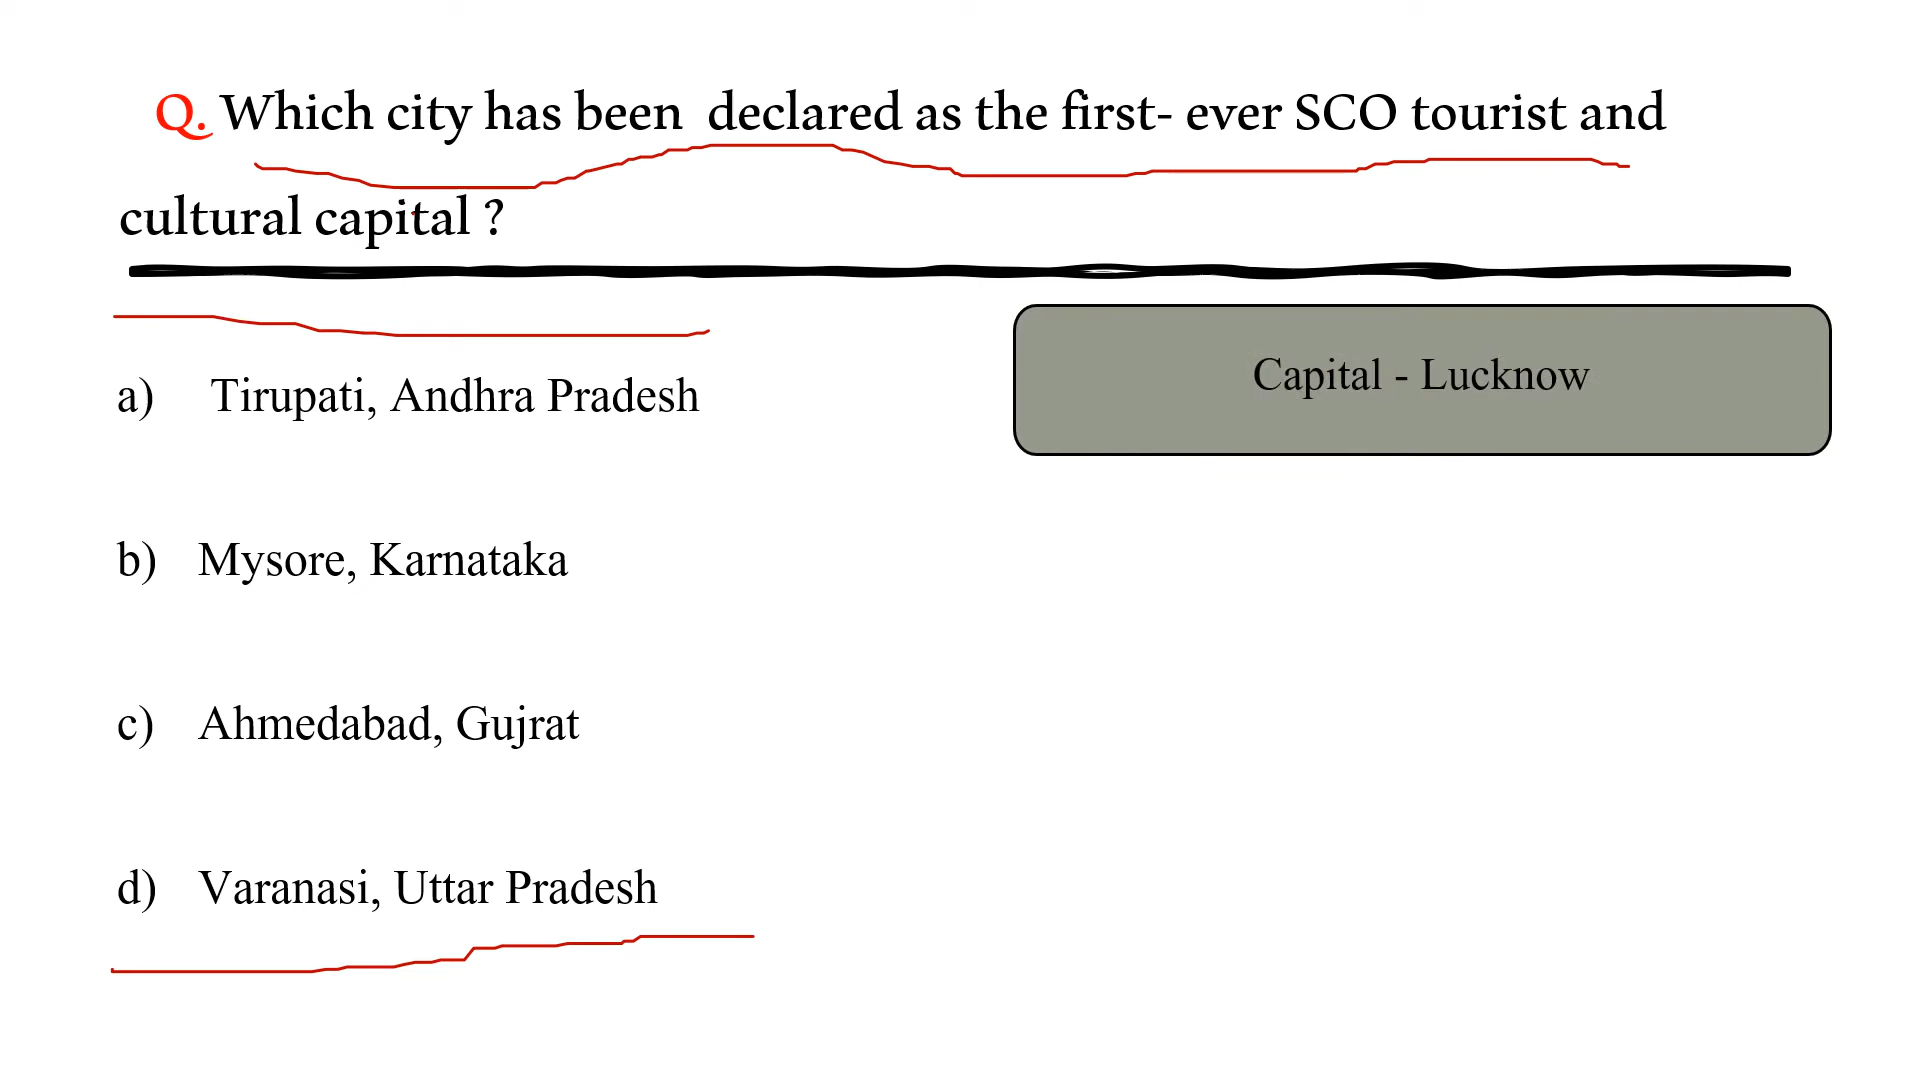 Q. Which city has been declared as the first- ever SCO tourist and
cultural capital ?
Capital - Lucknow
a) Tirupati, Andhra Pradesh
b) Mysore, Karnataka
c) Ahmedabad, Gujrat
d) Varanasi, Uttar Pradesh